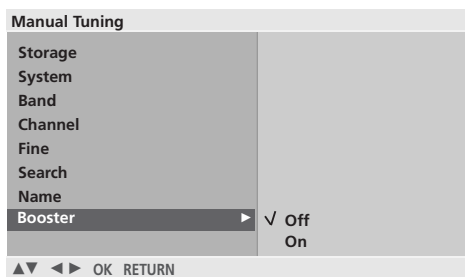 Manual Tuning
Storage
System
Band
Channel
Fine
Search
Name
Booster ▶
√ Off
On
▲▼ ◄► OK RETURN